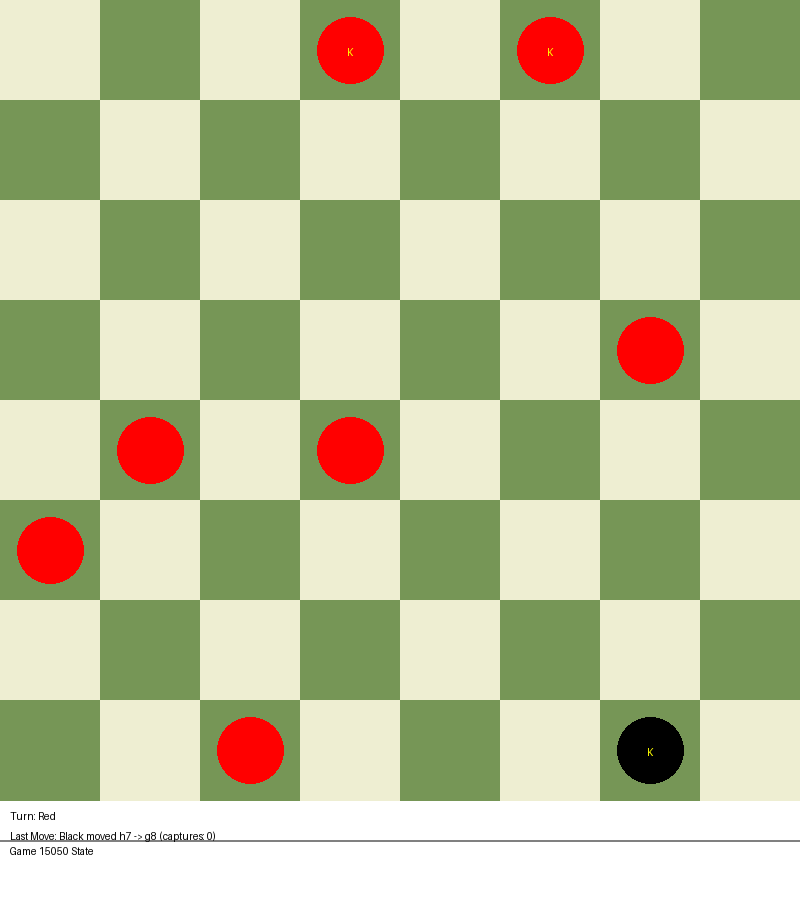 K
K
K
Turn: Red
Last Move: Black moved h7 -> g8 (captures: 0)
Game 15050 State